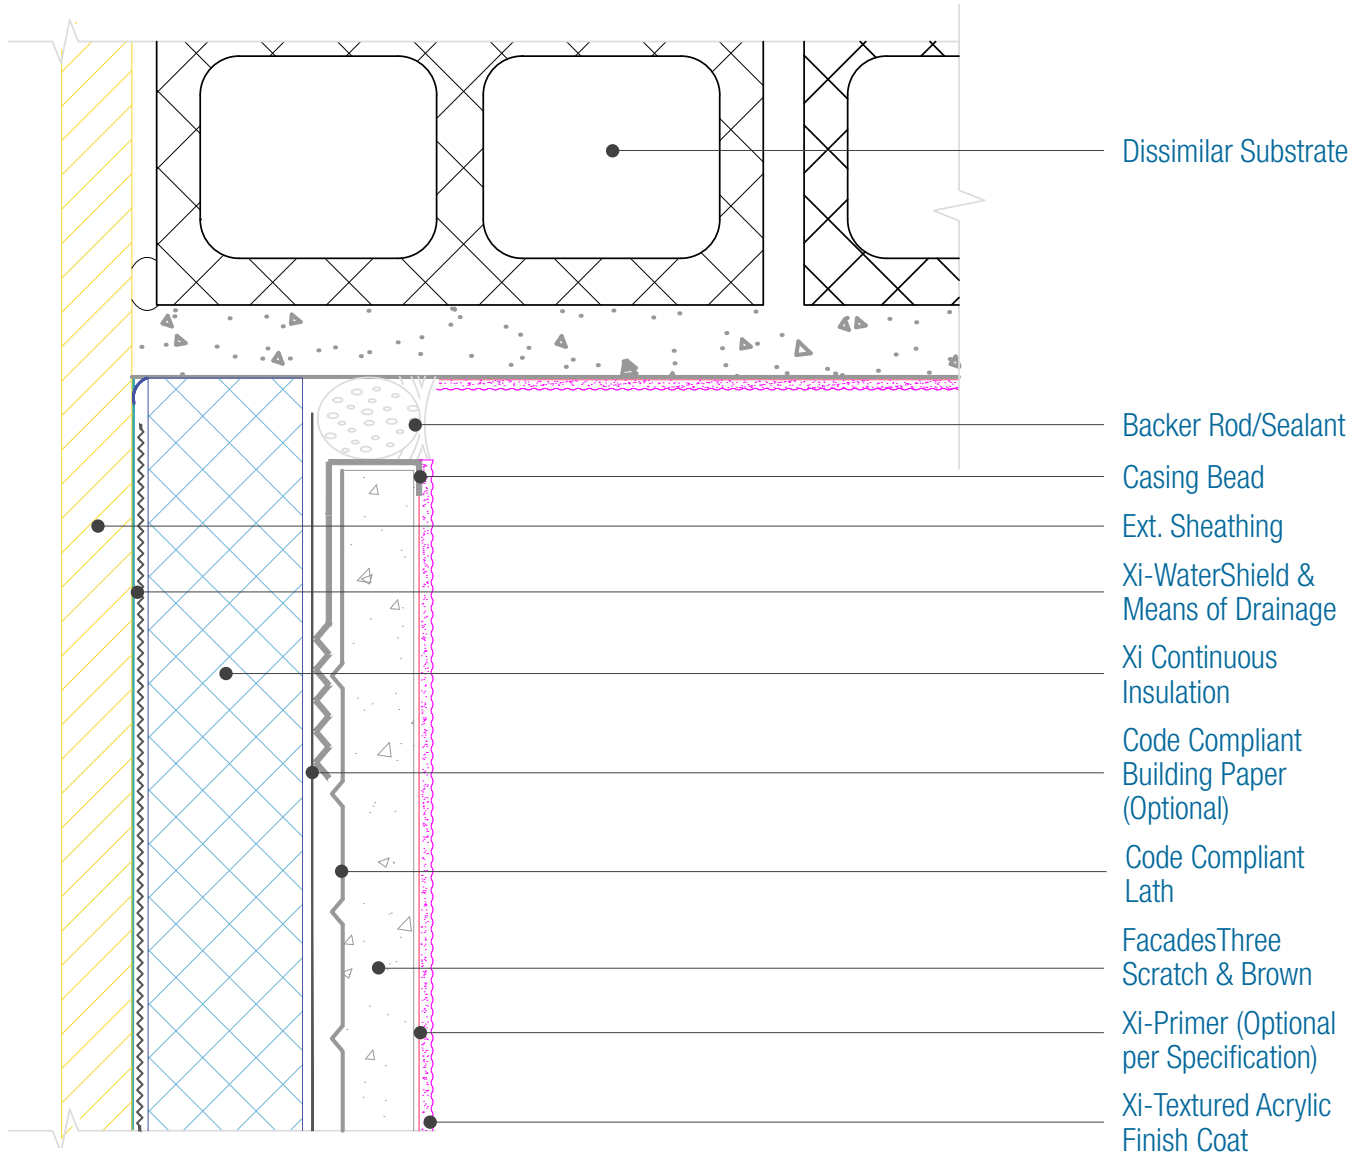 Dissimilar Substrate
Backer Rod/Sealant
Casing Bead
Ext. Sheathing
Xi-WaterShield &
Means of Drainage
Xi Continuous
Insulation
Code Compliant
Building Paper
(Optional)
Code Compliant
Lath
FacadesThree
Scratch & Brown
Xi-Primer (Optional
per Specification)
Xi-Textured Acrylic
Finish Coat